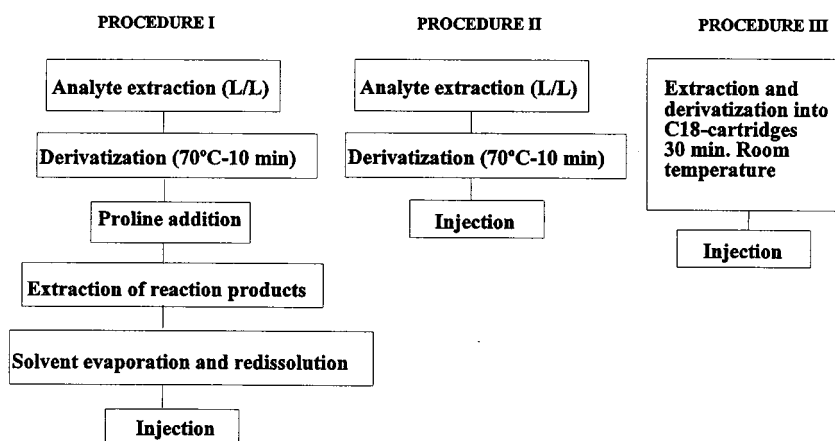 PROCEDURE I
Analyte extraction (L/L)
Derivatization (70ºC-10 min)
Proline addition
Extraction of reaction products
Solvent evaporation and redissolution
Injection
PROCEDURE II
Analyte extraction (L/L)
Derivatization (70ºC-10 min)
Injection
PROCEDURE III
Extraction and
derivatization into
C18-cartridges
30 min. Room
temperature
Injection